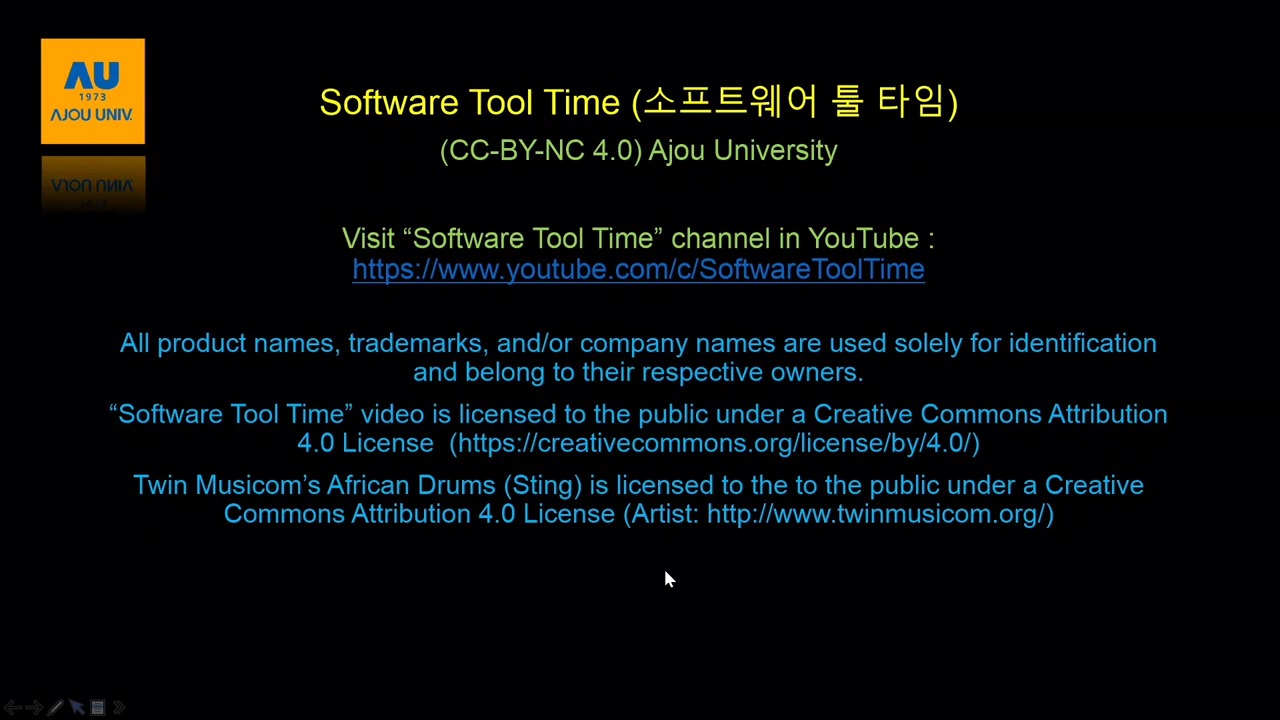 AU
1973
AJOU UNIV.
Software Tool Time (소프트웨어 툴 타임)
(CC-BY-NC 4.0) Ajou University
Visit “Software Tool Time” channel in YouTube :
https://www.youtube.com/c/SoftwareToolTime
All product names, trademarks, and/or company names are used solely for identification
and belong to their respective owners.
“Software Tool Time” video is licensed to the public under a Creative Commons Attribution
4.0 License (https://creativecommons.org/license/by/4.0/)
Twin Musicom’s African Drums (Sting) is licensed to the to the public under a Creative
Commons Attribution 4.0 License (Artist: http://www.twinmusicom.org/)